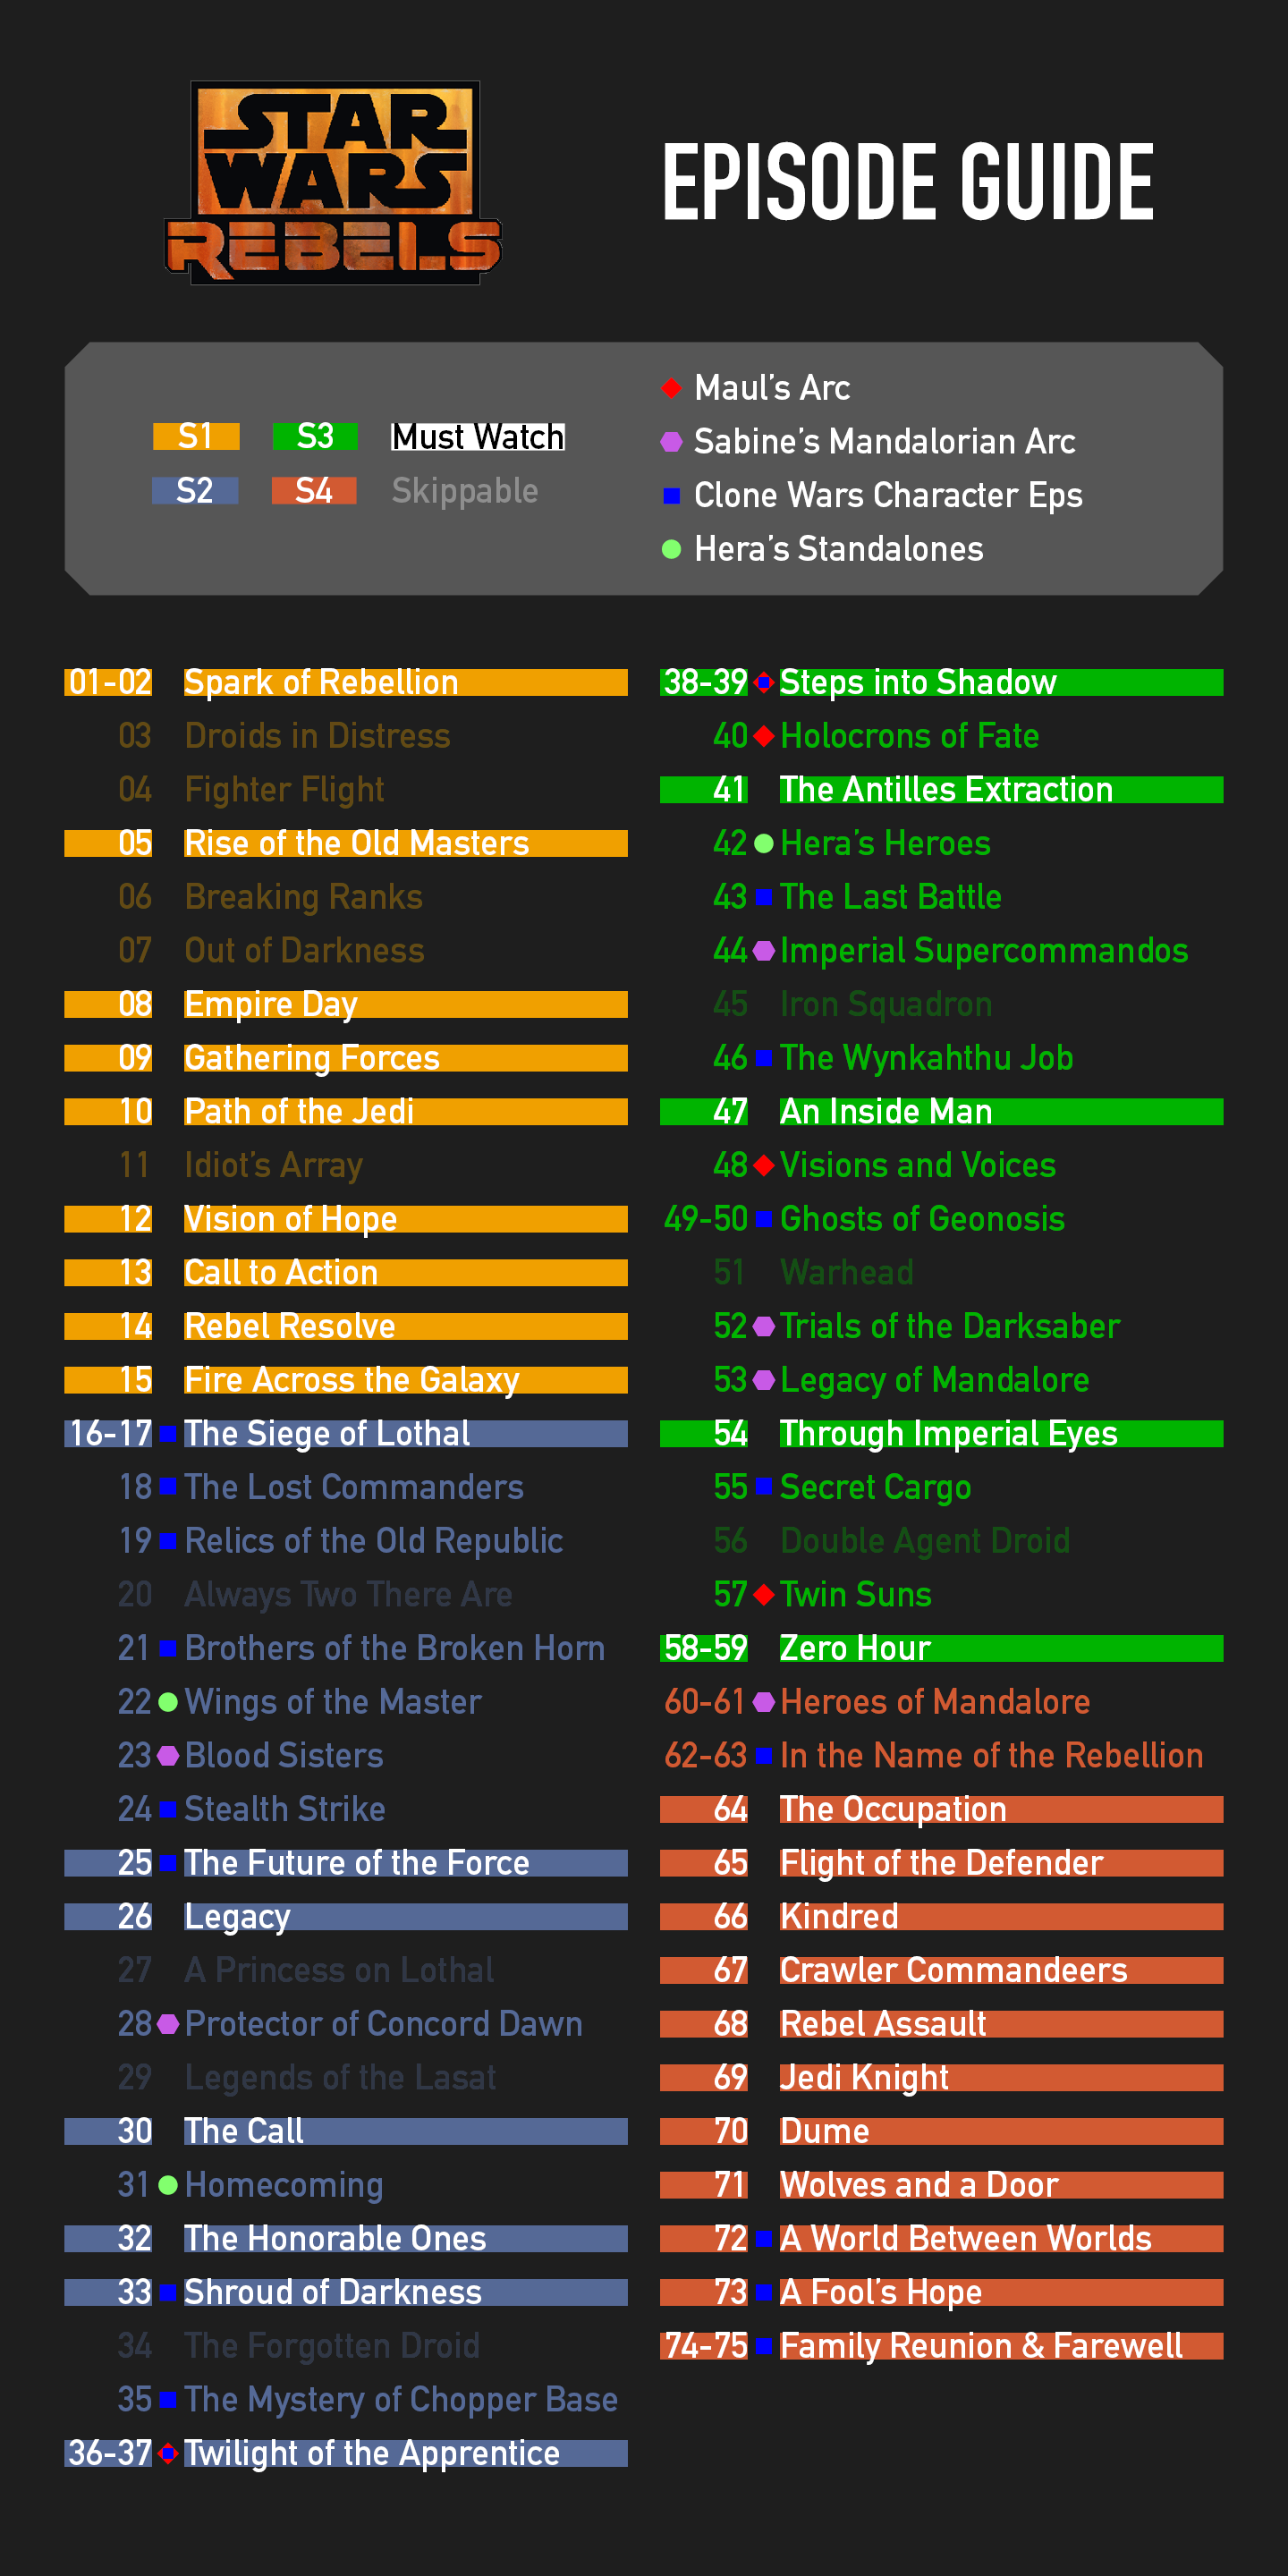 STAR
WARS
REBELS
EPISODE GUIDE
S1 S3 Must Watch
S2 S4 Skippable
Maul's Arc
Sabine's Mandalorian Arc
Clone Wars Character Eps
Hera's Standalones
01-02 Spark of Rebellion
03 Droids in Distress
04 Fighter Flight
05 Rise of the Old Masters
06 Breaking Ranks
07 Out of Darkness
08 Empire Day
09 Gathering Forces
10 Path of the Jedi
11 Idiot's Array
12 Vision of Hope
13 Call to Action
14 Rebel Resolve
15 Fire Across the Galaxy
16-17 The Siege of Lothal
18 The Lost Commanders
19 Relics of the Old Republic
20 Always Two There Are
21 Brothers of the Broken Horn
22 Wings of the Master
23 Blood Sisters
24 Stealth Strike
25 The Future of the Force
26 Legacy
27 A Princess on Lothal
28 Protector of Concord Dawn
29 Legends of the Lasat
30 The Call
31 Homecoming
32 The Honorable Ones
33 Shroud of Darkness
34 The Forgotten Droid
35 The Mystery of Chopper Base
36-37 Twilight of the Apprentice
38-39 Steps into Shadow
40 Holocrons of Fate
41 The Antilles Extraction
42 Hera's Heroes
43 The Last Battle
44 Imperial Supercommandos
45 Iron Squadron
46 The Wynkahthu Job
47 An Inside Man
48 Visions and Voices
49-50 Ghosts of Geonosis
51 Warhead
52 Trials of the Darksaber
53 Legacy of Mandalore
54 Through Imperial Eyes
55 Secret Cargo
56 Double Agent Droid
57 Twin Suns
58-59 Zero Hour
60-61 Heroes of Mandalore
62-63 In the Name of the Rebellion
64 The Occupation
65 Flight of the Defender
66 Kindred
67 Crawler Commandeers
68 Rebel Assault
69 Jedi Knight
70 Dume
71 Wolves and a Door
72 A World Between Worlds
73 A Fool's Hope
74-75 Family Reunion & Farewell